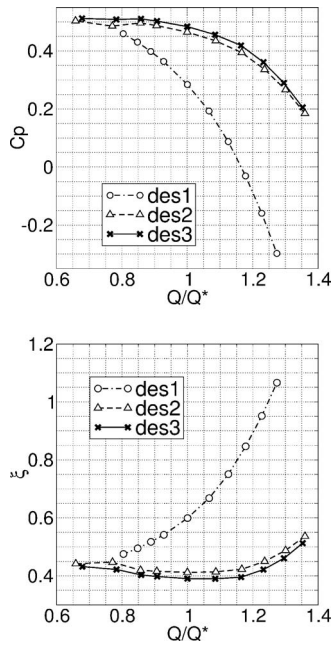 0.5
0.2
Cp
0
-0.2
des1
des2
des3
0.6 0.8 1 1.2 1.4
Q/Q*
1.2
1
0.8
ξ
0.6
0.4
des1
des2
des3
0.6 0.8 1 1.2 1.4
Q/Q*